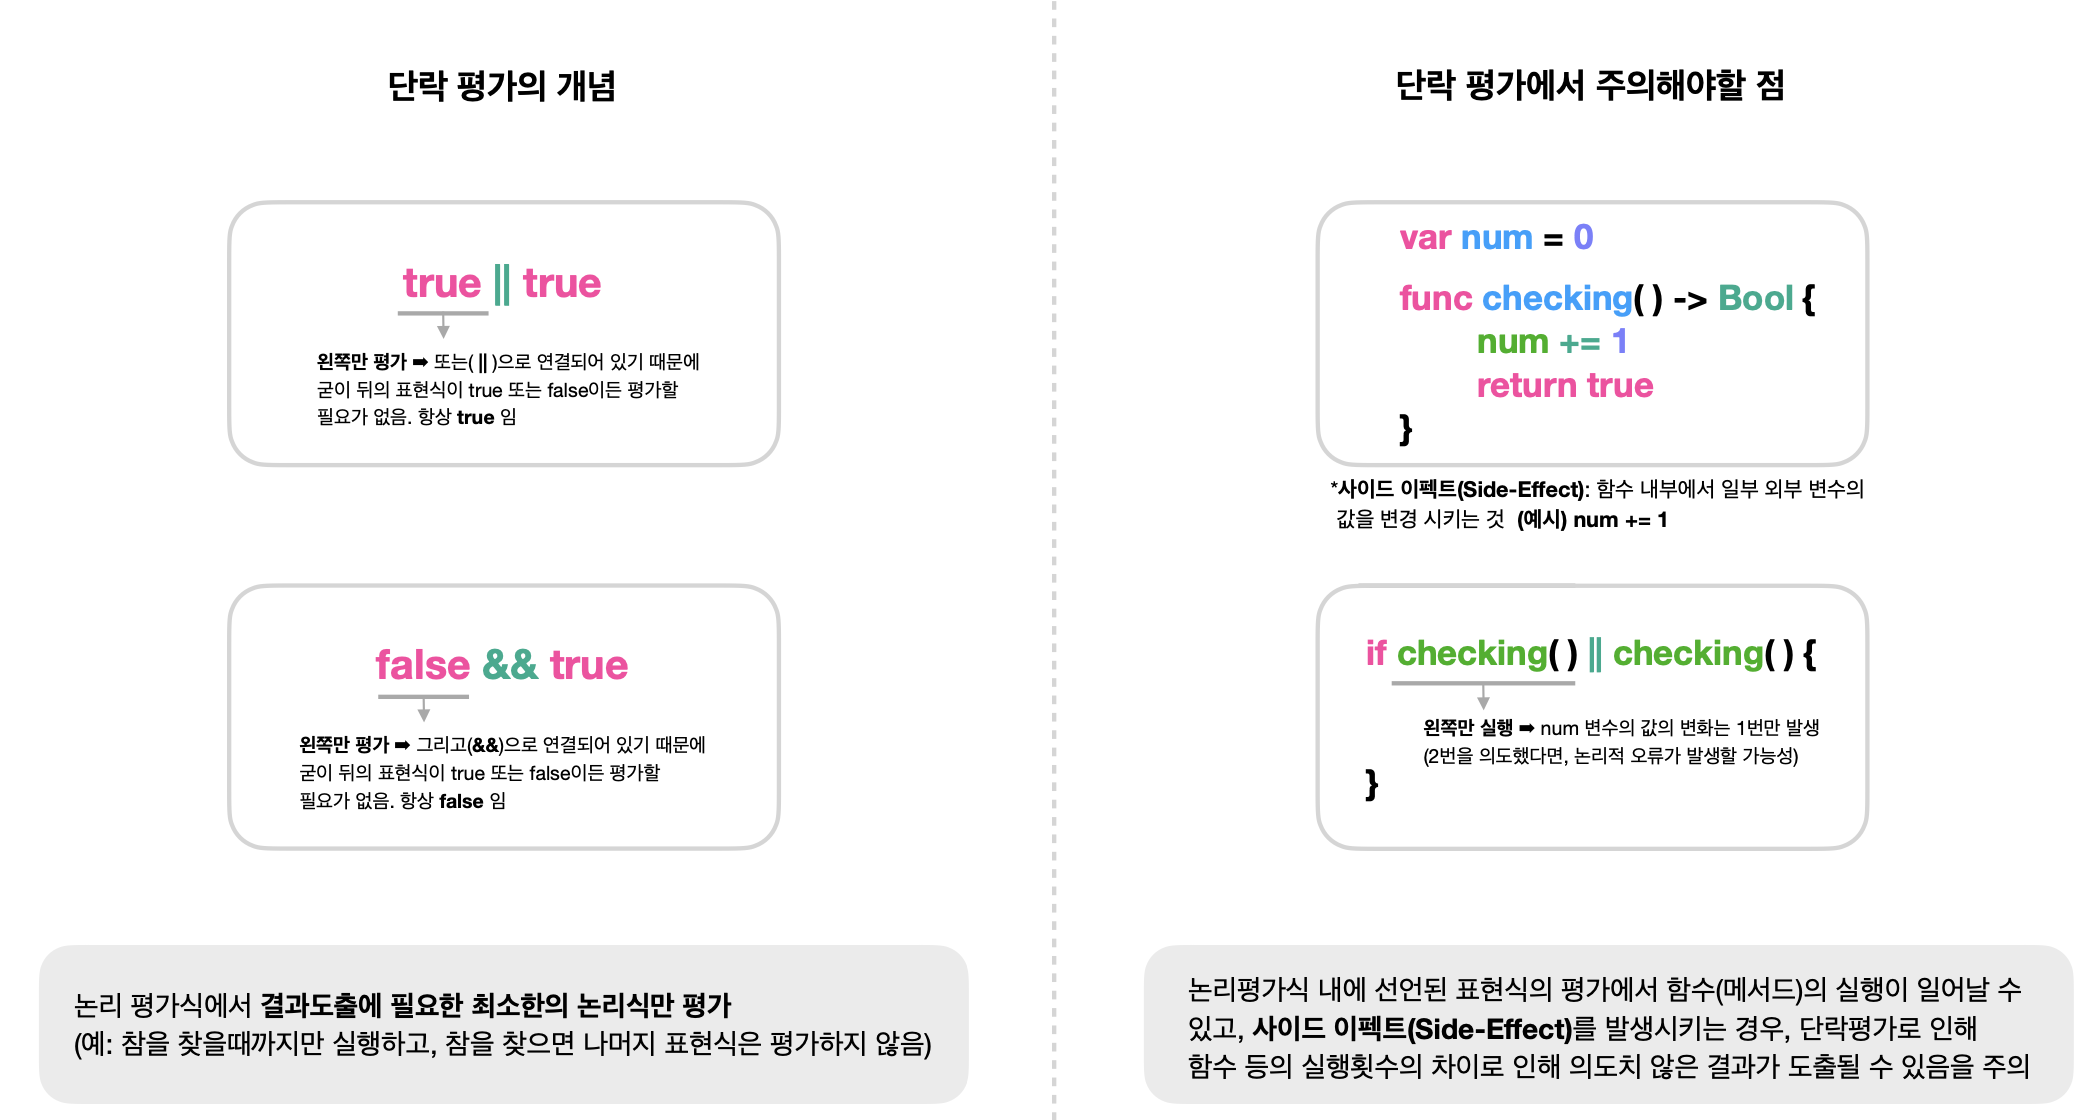 단락 평가의 개념
true || true
왼쪽만 평가 ➡ 또는( || )으로 연결되어 있기 때문에
굳이 뒤의 표현식이 true 또는 false이든 평가할
필요가 없음. 항상 true 임
false && true
왼쪽만 평가 ➡ 그리고(&&)으로 연결되어 있기 때문에
굳이 뒤의 표현식이 true 또는 false이든 평가할
필요가 없음. 항상 false 임
논리 평가식에서 결과도출에 필요한 최소한의 논리식만 평가
(예: 참을 찾을때까지만 실행하고, 참을 찾으면 나머지 표현식은 평가하지 않음)
단락 평가에서 주의해야할 점
var num = 0
func checking( ) -> Bool {
num += 1
return true
}
*사이드 이펙트(Side-Effect): 함수 내부에서 일부 외부 변수의
값을 변경 시키는 것 (예시) num += 1
if checking( ) || checking( ) {
왼쪽만 실행 ➡ num 변수의 값의 변화는 1번만 발생
(2번을 의도했다면, 논리적 오류가 발생할 가능성)
}
논리평가식 내에 선언된 표현식의 평가에서 함수(메서드)의 실행이 일어날 수
있고, 사이드 이펙트(Side-Effect)를 발생시키는 경우, 단락평가로 인해
함수 등의 실행횟수의 차이로 인해 의도치 않은 결과가 도출될 수 있음을 주의